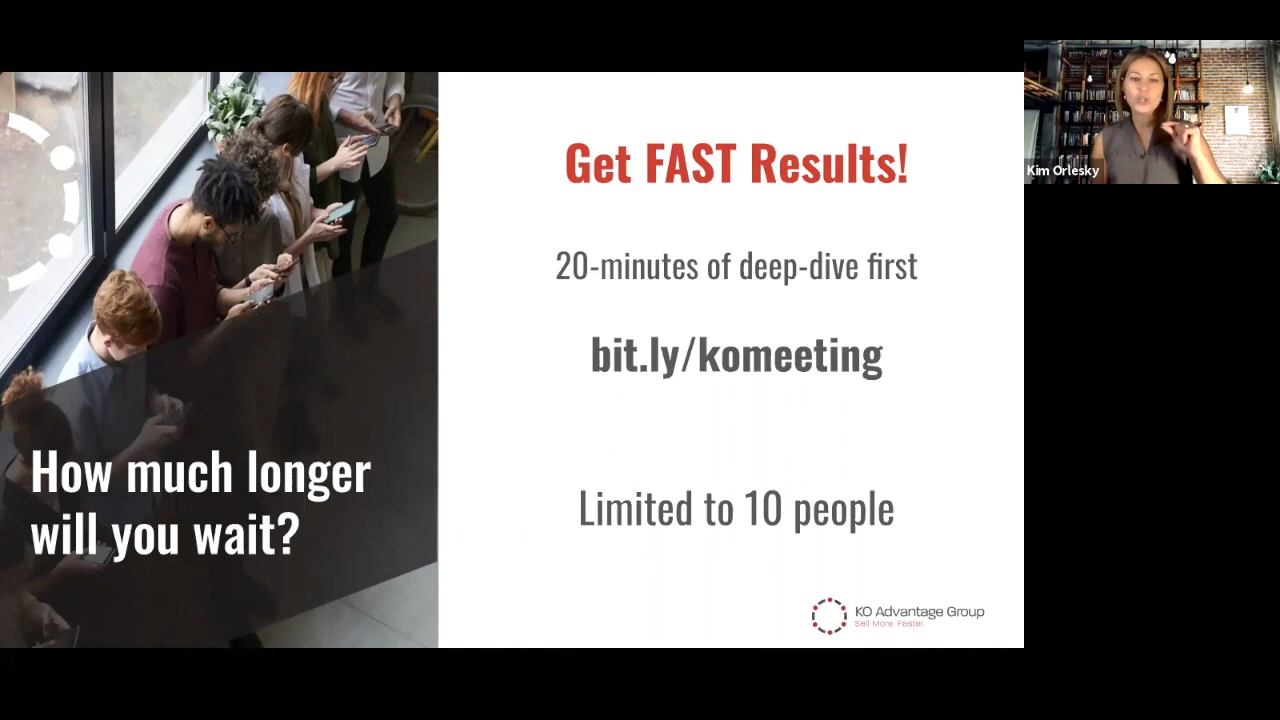 How much longer
will you wait?
Get FAST Results!
20-minutes of deep-dive first
bit.ly/komeeting
Limited to 10 people
KO Advantage Group
Sell More. Faster.
Kim Orlesky